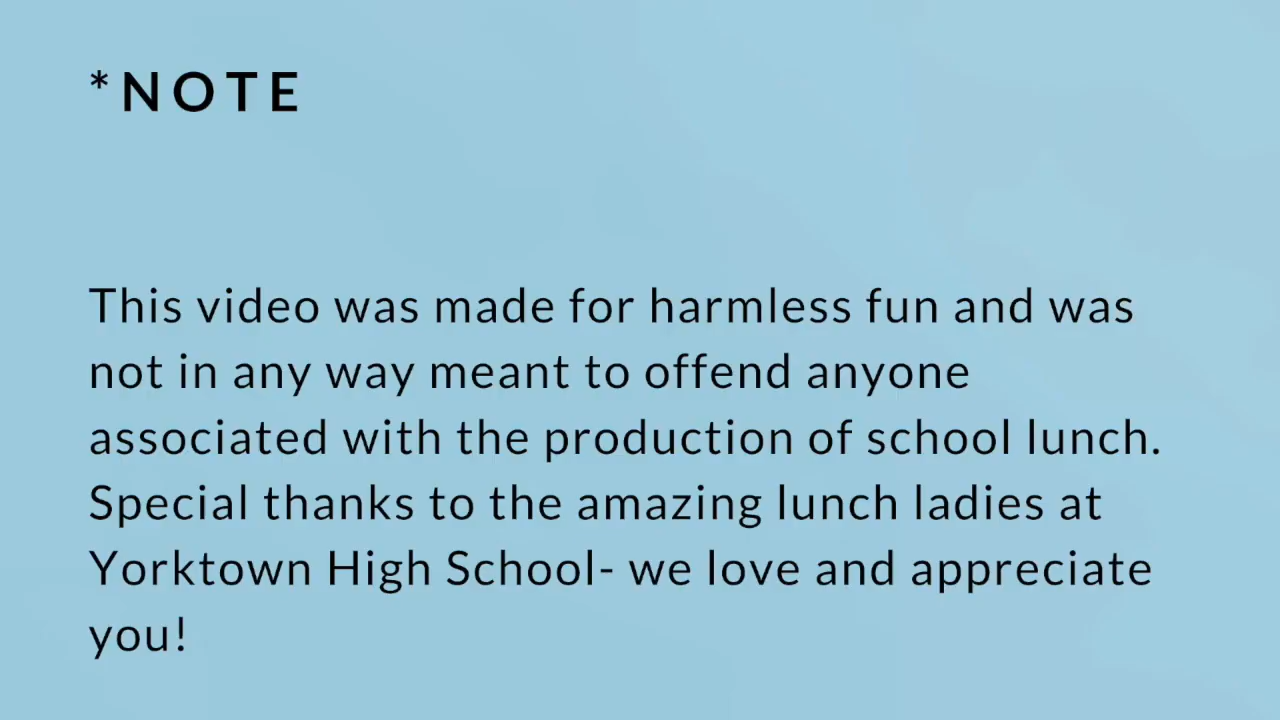 *NOTE
This video was made for harmless fun and was
not in any way meant to offend anyone
associated with the production of school lunch.
Special thanks to the amazing lunch ladies at
Yorktown High School- we love and appreciate
you!